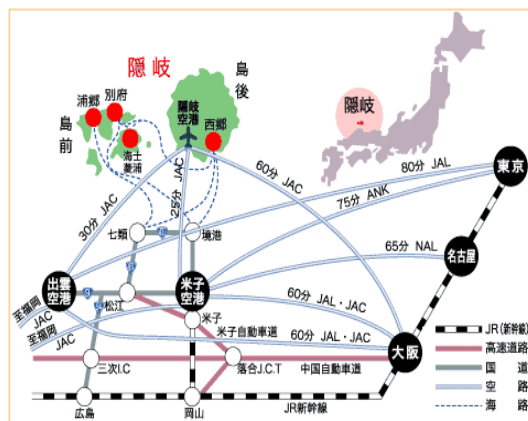 隠岐
浦郷
別府
島後
隠岐空港
西郷
島前
海士
菱浦
隠岐
30分 JAC
25分 JAC
60分 JAC
80分 JAL
75分 ANK
東京
七類
境港
65分 NAL
名古屋
出雲空港
米子空港
松江
9
9
至福岡
JAC
至福岡
JAC
60分 JAL・JAC
米子
米子自動車道
60分 JAL・JAC
大阪
三次I.C
落合J.C.T
中国自動車道
広島
岡山
JR新幹線
JR(新幹線)
高速道路
国道
空路
海路